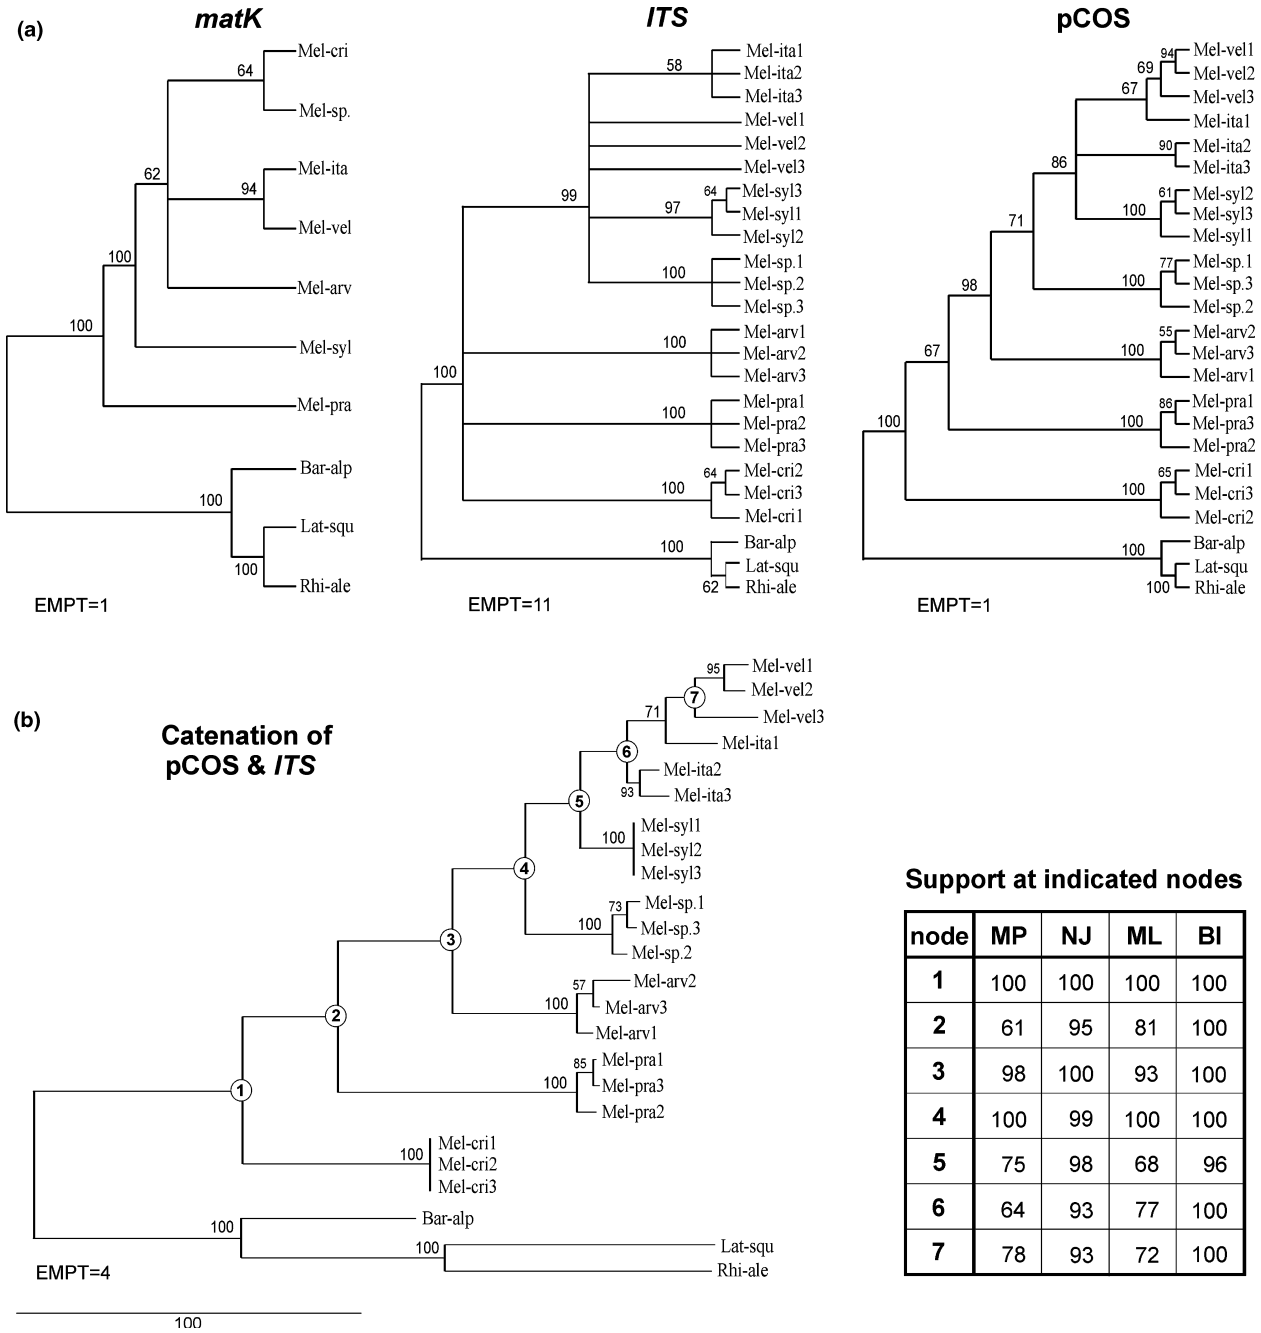 (a)
matK
64
Mel-cri
Mel-sp.
62
94
Mel-ita
Mel-vel
100
Mel-arv
100
Mel-syl
Mel-pra
100
Bar-alp
Lat-squ
100
Rhi-ale
EMPT=1
ITS
58
Mel-ita1
Mel-ita2
Mel-ita3
Mel-vel1
Mel-vel2
Mel-vel3
99
97
64
Mel-syl3
Mel-syl1
Mel-syl2
100
Mel-sp.1
Mel-sp.2
Mel-sp.3
100
100
Mel-arv1
Mel-arv2
Mel-arv3
100
Mel-pra1
Mel-pra2
Mel-pra3
100
64
Mel-cri2
Mel-cri3
Mel-cri1
100
Bar-alp
Lat-squ
62
Rhi-ale
EMPT=11
pCOS
94
Mel-vel1
69
Mel-vel2
67
Mel-vel3
Mel-ita1
86
90
Mel-ita2
Mel-ita3
71
100
61
Mel-syl2
Mel-syl3
Mel-syl1
98
100
77
Mel-sp.1
Mel-sp.3
Mel-sp.2
67
100
55
Mel-arv2
Mel-arv3
Mel-arv1
100
100
86
Mel-pra1
Mel-pra3
Mel-pra2
100
65
Mel-cri1
Mel-cri3
Mel-cri2
100
Bar-alp
Lat-squ
100
Rhi-ale
EMPT=1
(b)
Catenation of
pCOS & ITS
95
Mel-vel1
7
Mel-vel2
71
Mel-vel3
6
Mel-ita1
Mel-ita2
93
Mel-ita3
5
100
Mel-syl1
Mel-syl2
Mel-syl3
4
100
73
Mel-sp.1
Mel-sp.3
Mel-sp.2
3
100
57
Mel-arv2
Mel-arv3
Mel-arv1
2
100
85
Mel-pra1
Mel-pra3
Mel-pra2
1
100
Mel-cri1
Mel-cri2
Mel-cri3
100
Bar-alp
100
Lat-squ
Rhi-ale
EMPT=4
100
Support at indicated nodes
node MP NJ ML BI
1 100 100 100 100
2 61 95 81 100
3 98 100 93 100
4 100 99 100 100
5 75 98 68 96
6 64 93 77 100
7 78 93 72 100